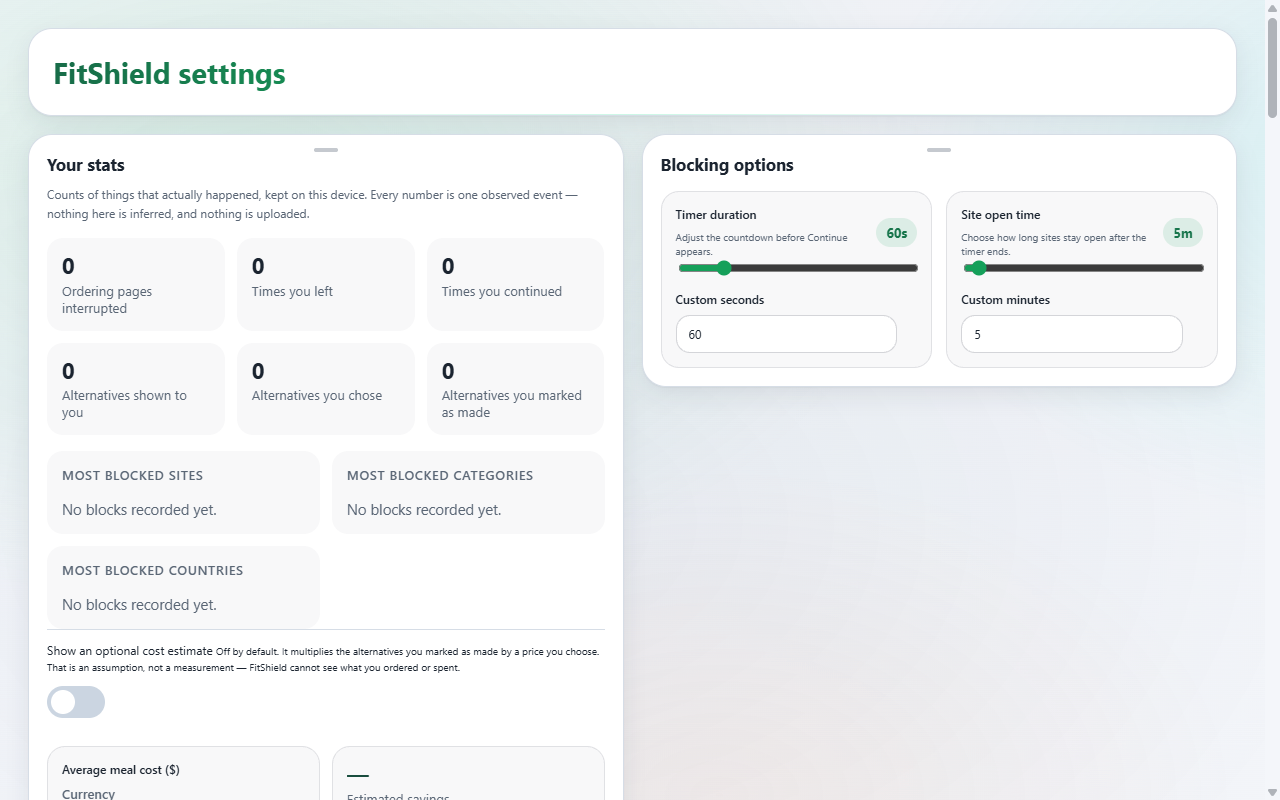 FitShield settings
Your stats
Counts of things that actually happened, kept on this device. Every number is one observed event —
nothing here is inferred, and nothing is uploaded.
0
Ordering pages
interrupted
0
Times you left
0
Times you continued
0
Alternatives shown to
you
0
Alternatives you chose
0
Alternatives you marked
as made
MOST BLOCKED SITES
No blocks recorded yet.
MOST BLOCKED CATEGORIES
No blocks recorded yet.
MOST BLOCKED COUNTRIES
No blocks recorded yet.
Show an optional cost estimate Off by default. It multiplies the alternatives you marked as made by a price you choose.
That is an assumption, not a measurement — FitShield cannot see what you ordered or spent.
Average meal cost ($)
Currency
—
Estimated savings
Blocking options
Timer duration
Adjust the countdown before Continue
appears.
60s
Custom seconds
60
Site open time
Choose how long sites stay open after the
timer ends.
5m
Custom minutes
5